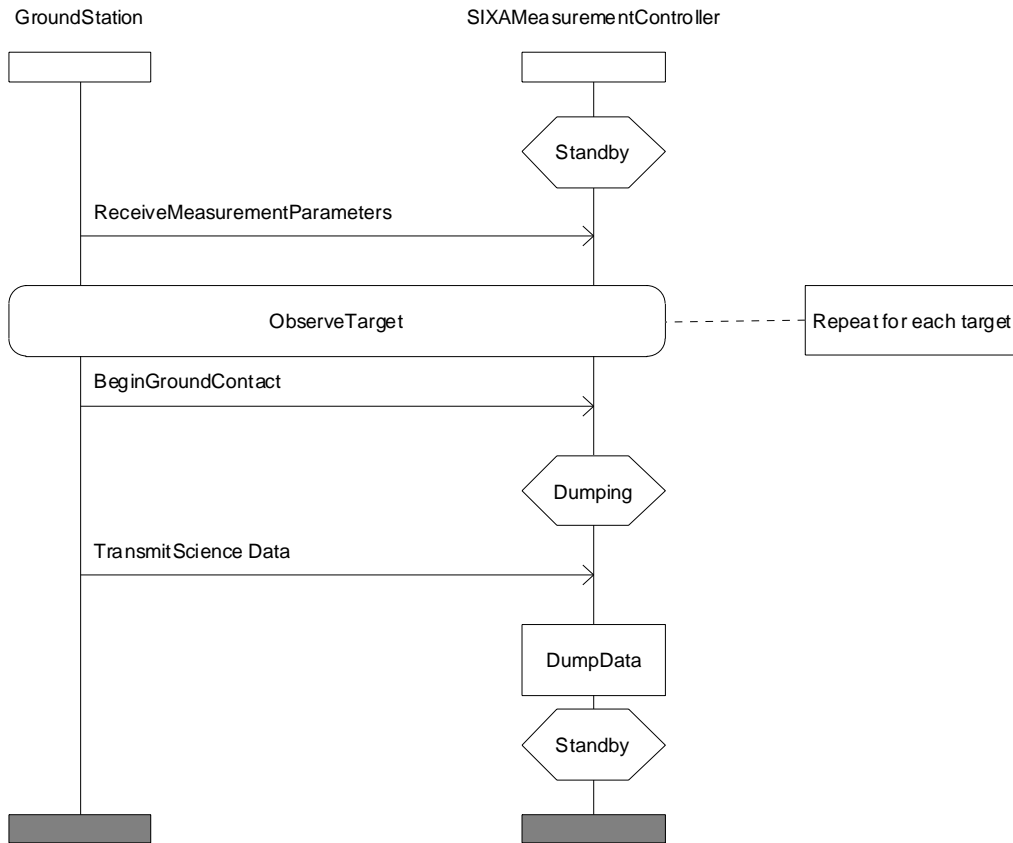 GroundStation
SIXAMeasurementController
Standby
ReceiveMeasurementParameters
ObserveTarget
Repeat for each target
BeginGroundContact
Dumping
TransmitScience Data
DumpData
Standby